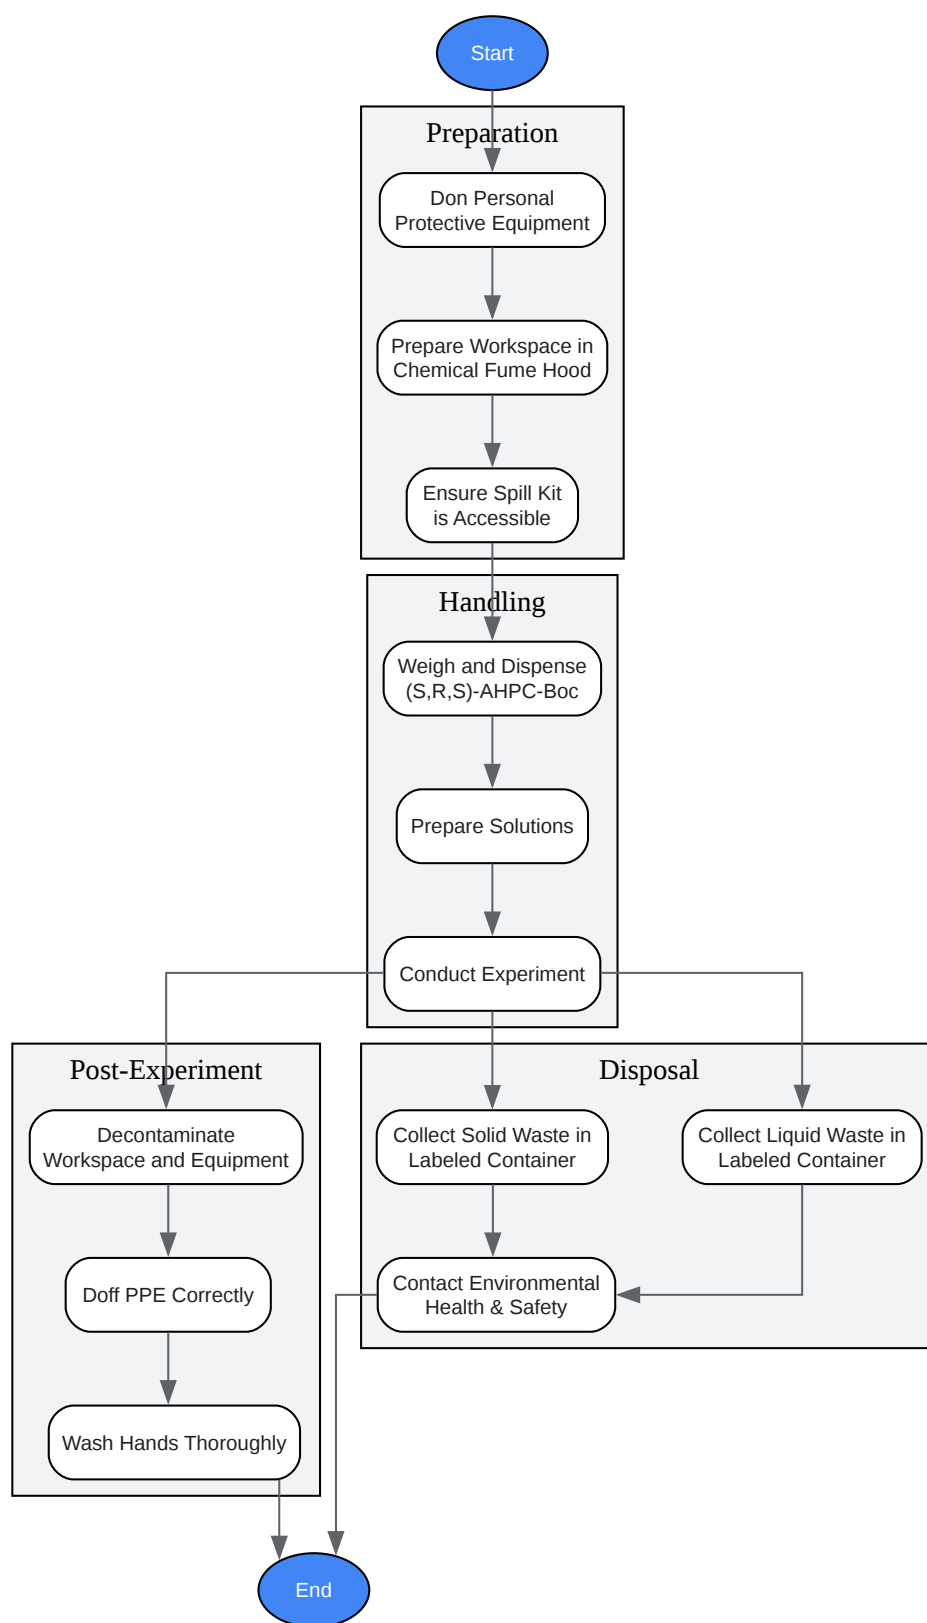 Start
Preparation
Don Personal
Protective Equipment
Prepare Workspace in
Chemical Fume Hood
Ensure Spill Kit
is Accessible
Handling
Weigh and Dispense
(S,R,S)-AHPC-Boc
Prepare Solutions
Conduct Experiment
Post-Experiment
Decontaminate
Workspace and Equipment
Doff PPE Correctly
Wash Hands Thoroughly
Disposal
Collect Solid Waste in
Labeled Container
Collect Liquid Waste in
Labeled Container
Contact Environmental
Health & Safety
End